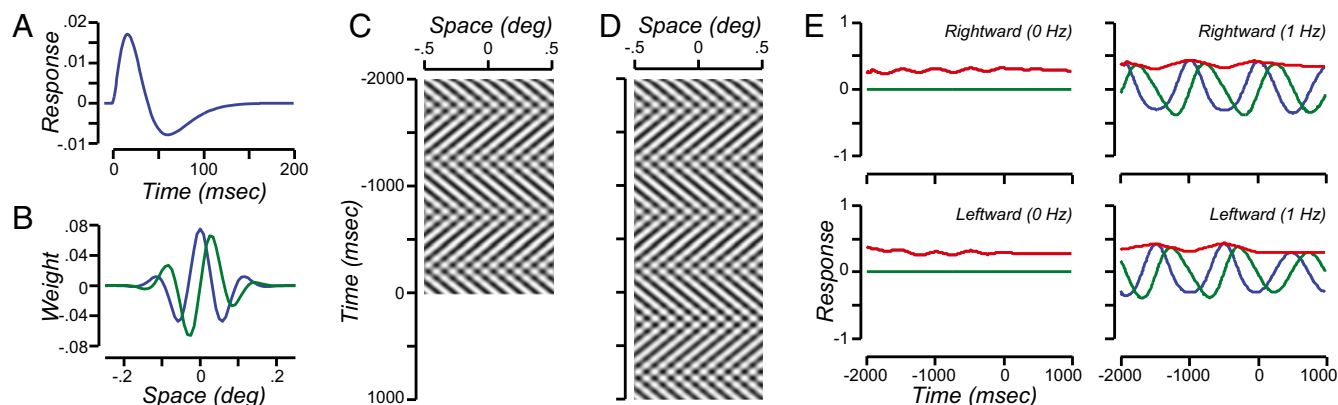 A
Response
.02
.01
0
-.01
0
100
200
Time (msec)
B
Weight
.08
.04
0
-.04
-.08
-.2
0
.2
Space (deg)
C
Space (deg)
-.5
0
.5
Time (msec)
-2000
-1000
0
1000
D
Space (deg)
-.5
0
.5
E
Response
1
0
-1
Rightward (0 Hz)
Rightward (1 Hz)
1
0
-1
Leftward (0 Hz)
Leftward (1 Hz)
-2000
-1000
0
1000
-2000
-1000
0
1000
Time (msec)